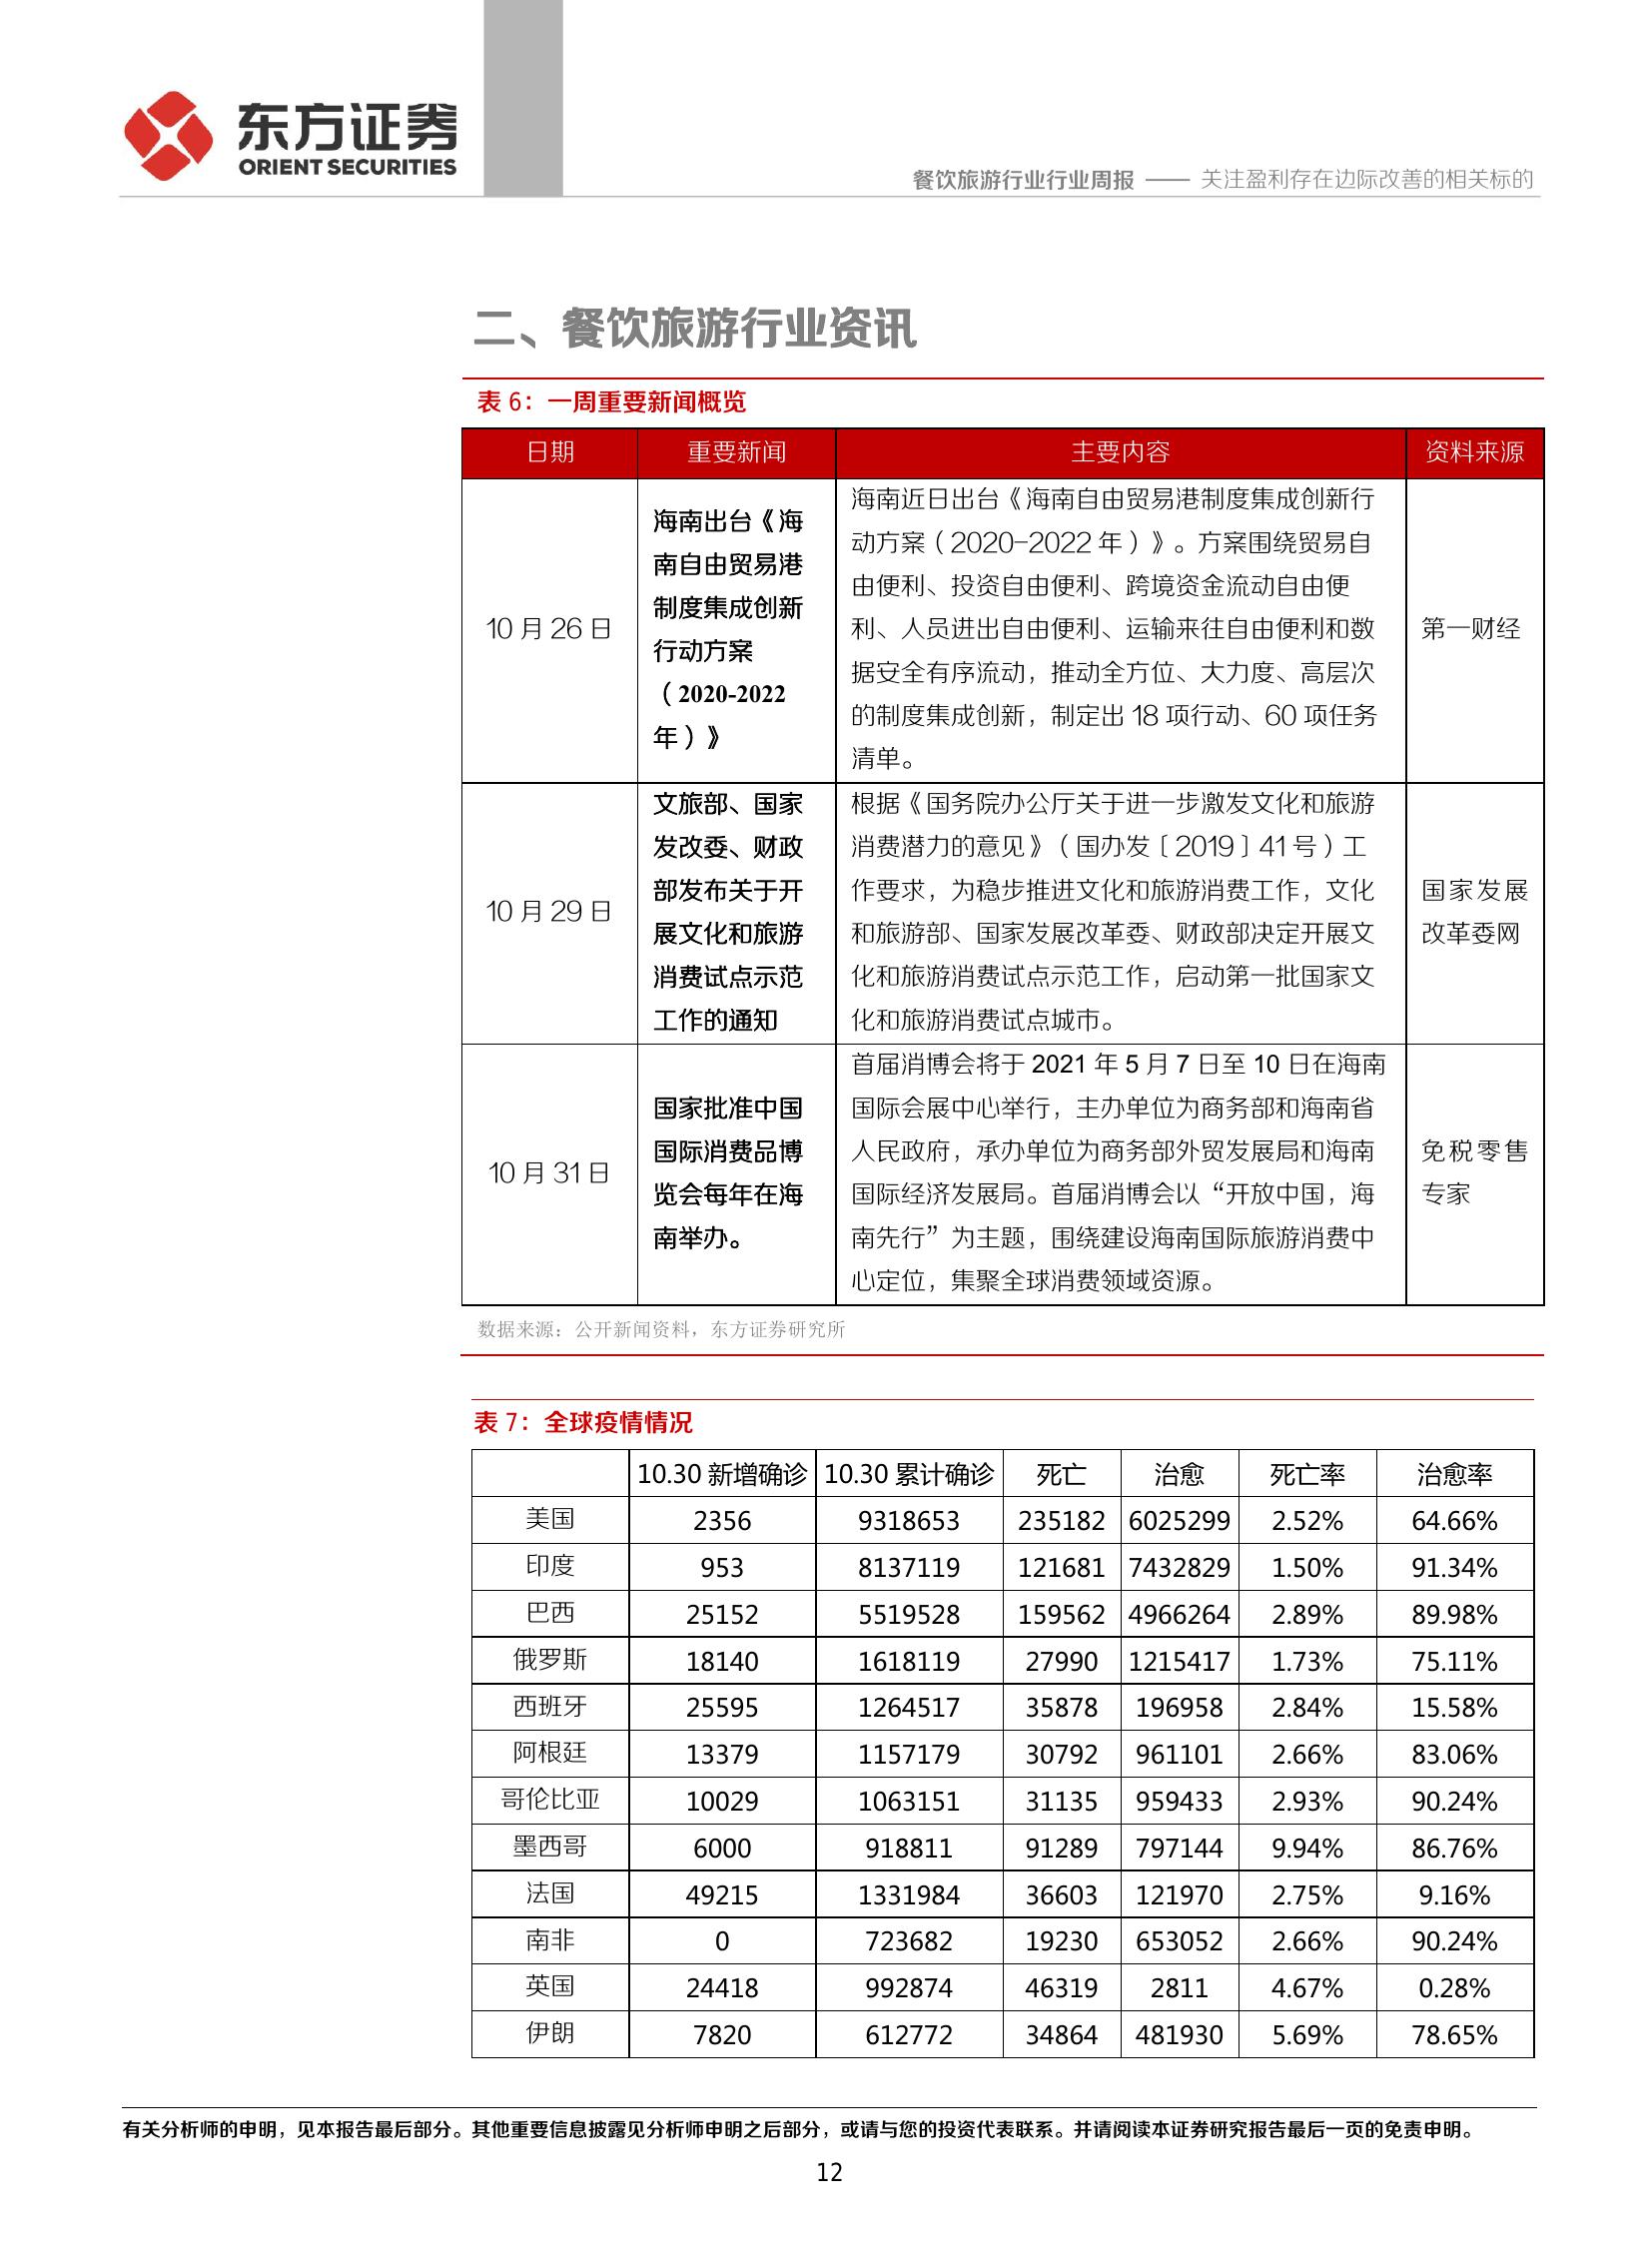 东方证券
ORIENT SECURITIES
餐饮旅游行业行业周报 —— 关注盈利存在边际改善的相关标的
二、餐饮旅游行业资讯
表 6：一周重要新闻概览
日期 重要新闻 主要内容 资料来源
10 月 26 日
海南出台《海
南自由贸易港
制度集成创新
行动方案
（2020-2022
年）》
海南近日出台《海南自由贸易港制度集成创新行
动方案（2020-2022 年）》。方案围绕贸易自
由便利、投资自由便利、跨境资金流动自由便
利、人员进出自由便利、运输来往自由便利和数
据安全有序流动，推动全方位、大力度、高层次
的制度集成创新，制定出 18 项行动、60 项任务
清单。
第一财经
10 月 29 日
文旅部、国家
发改委、财政
部发布关于开
展文化和旅游
消费试点示范
工作的通知
根据《国务院办公厅关于进一步激发文化和旅游
消费潜力的意见》（国办发〔2019〕41 号）工
作要求，为稳步推进文化和旅游消费工作，文化
和旅游部、国家发展改革委、财政部决定开展文
化和旅游消费试点示范工作，启动第一批国家文
化和旅游消费试点城市。
国家发展
改革委网
10 月 31 日
国家批准中国
国际消费品博
览会每年在海
南举办。
首届消博会将于 2021 年 5 月 7 日至 10 日在海南
国际会展中心举行，主办单位为商务部和海南省
人民政府，承办单位为商务部外贸发展局和海南
国际经济发展局。首届消博会以“开放中国，海
南先行”为主题，围绕建设海南国际旅游消费中
心定位，集聚全球消费领域资源。
免税零售
专家
数据来源：公开新闻资料，东方证券研究所
表 7：全球疫情情况
10.30 新增确诊 10.30 累计确诊 死亡 治愈 死亡率 治愈率
美国 2356 9318653 235182 6025299 2.52% 64.66%
印度 953 8137119 121681 7432829 1.50% 91.34%
巴西 25152 5519528 159562 4966264 2.89% 89.98%
俄罗斯 18140 1618119 27990 1215417 1.73% 75.11%
西班牙 25595 1264517 35878 196958 2.84% 15.58%
阿根廷 13379 1157179 30792 961101 2.66% 83.06%
哥伦比亚 10029 1063151 31135 959433 2.93% 90.24%
墨西哥 6000 918811 91289 797144 9.94% 86.76%
法国 49215 1331984 36603 121970 2.75% 9.16%
南非 0 723682 19230 653052 2.66% 90.24%
英国 24418 992874 46319 2811 4.67% 0.28%
伊朗 7820 612772 34864 481930 5.69% 78.65%
有关分析师的申明，见本报告最后部分。其他重要信息披露见分析师申明之后部分，或请与您的投资代表联系。并请阅读本证券研究报告最后一页的免责申明。
12